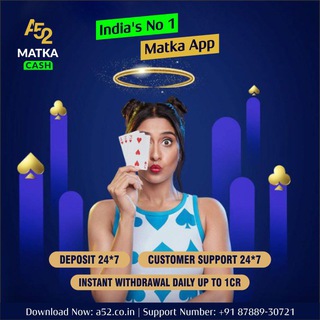 A52
MATKA
CASH
India's No 1
Matka App
DEPOSIT 24*7
CUSTOMER SUPPORT 24*7
INSTANT WITHDRAWAL DAILY UP TO 1CR
Download Now: a52.co.in | Support Number: +91 87889-30721